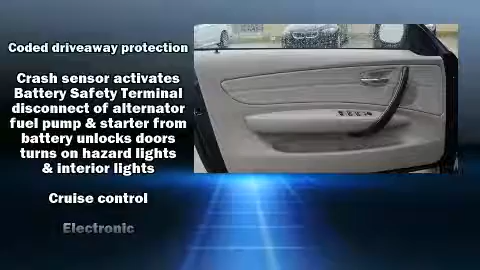 Coded driveaway protection
Crash sensor activates
Battery Safety Terminal
disconnect of alternator
fuel pump & starter from
battery unlocks doors
turns on hazard lights
& interior lights
Cruise control
Electronic